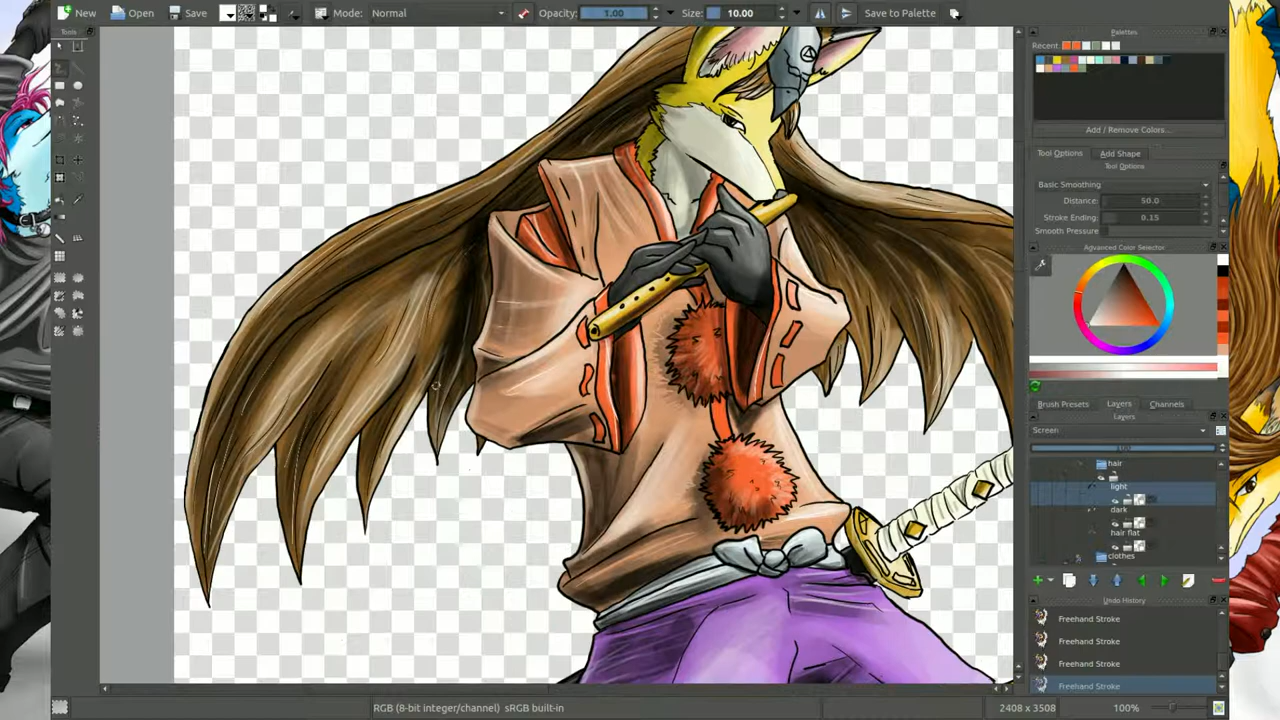 New Open Save Mode: Normal Opacity: 1.00 Size: 10.00 Save to Palette
Tools
Palettes
Recent:
Add / Remove Colors...
Tool Options Add Shape
Tool Options
Basic Smoothing
Distance: 50.0
Stroke Ending: 0.15
Smooth Pressure
Advanced Color Selector
Brush Presets Layers Channels
Layers
Screen
100
hair
light
dark
hair flat
clothes
Undo History
Freehand Stroke
Freehand Stroke
Freehand Stroke
Freehand Stroke
RGB (8-bit integer/channel) sRGB built-in 2408 x 3508 100%